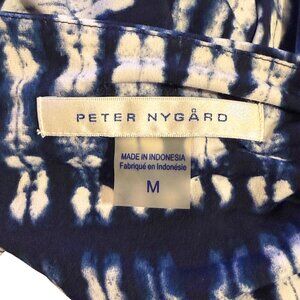 PETER NYGÅRD
MADE IN INDONESIA
Fabriqué en Indonésie
M